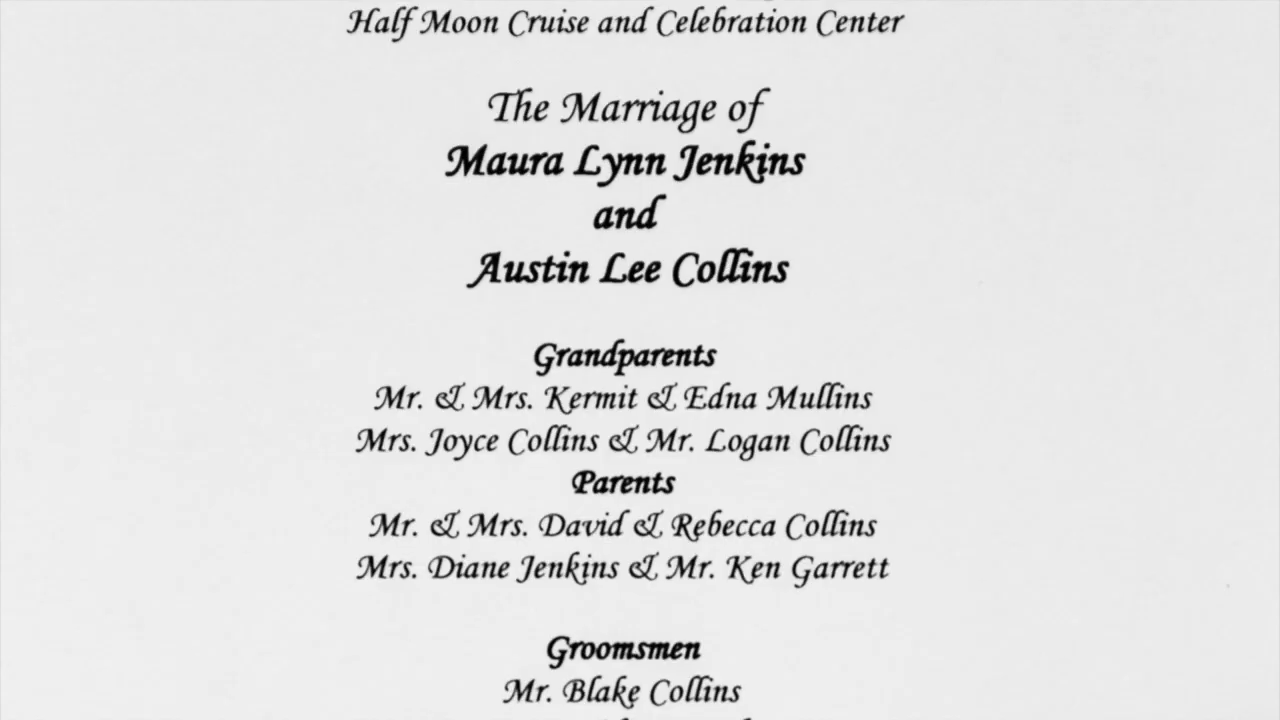 Half Moon Cruise and Celebration Center
The Marriage of
Maura Lynn Jenkins
and
Austin Lee Collins
Grandparents
Mr. & Mrs. Kermit & Edna Mullins
Mrs. Joyce Collins & Mr. Logan Collins
Parents
Mr. & Mrs. David & Rebecca Collins
Mrs. Diane Jenkins & Mr. Ken Garrett
Groomsmen
Mr. Blake Collins